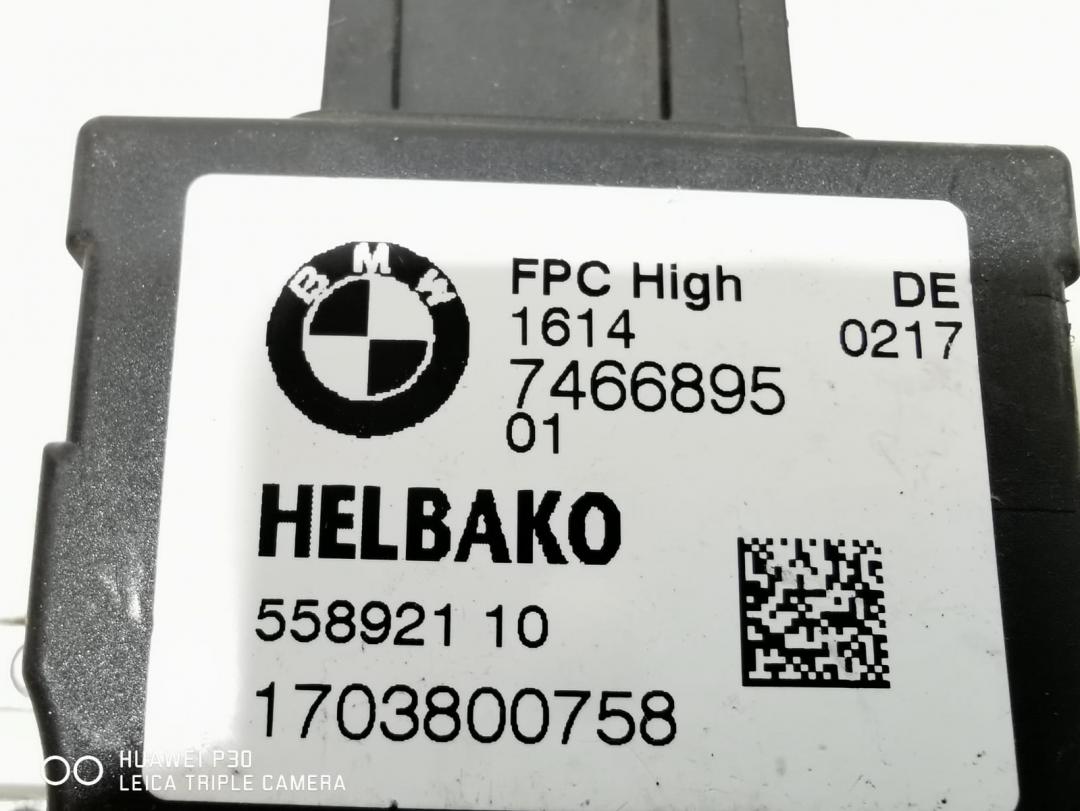 BMW
FPC High
DE
1614
0217
7466895
01
HELBAKO
558921 10
1703800758
HUAWEI P30
LEICA TRIPLE CAMERA